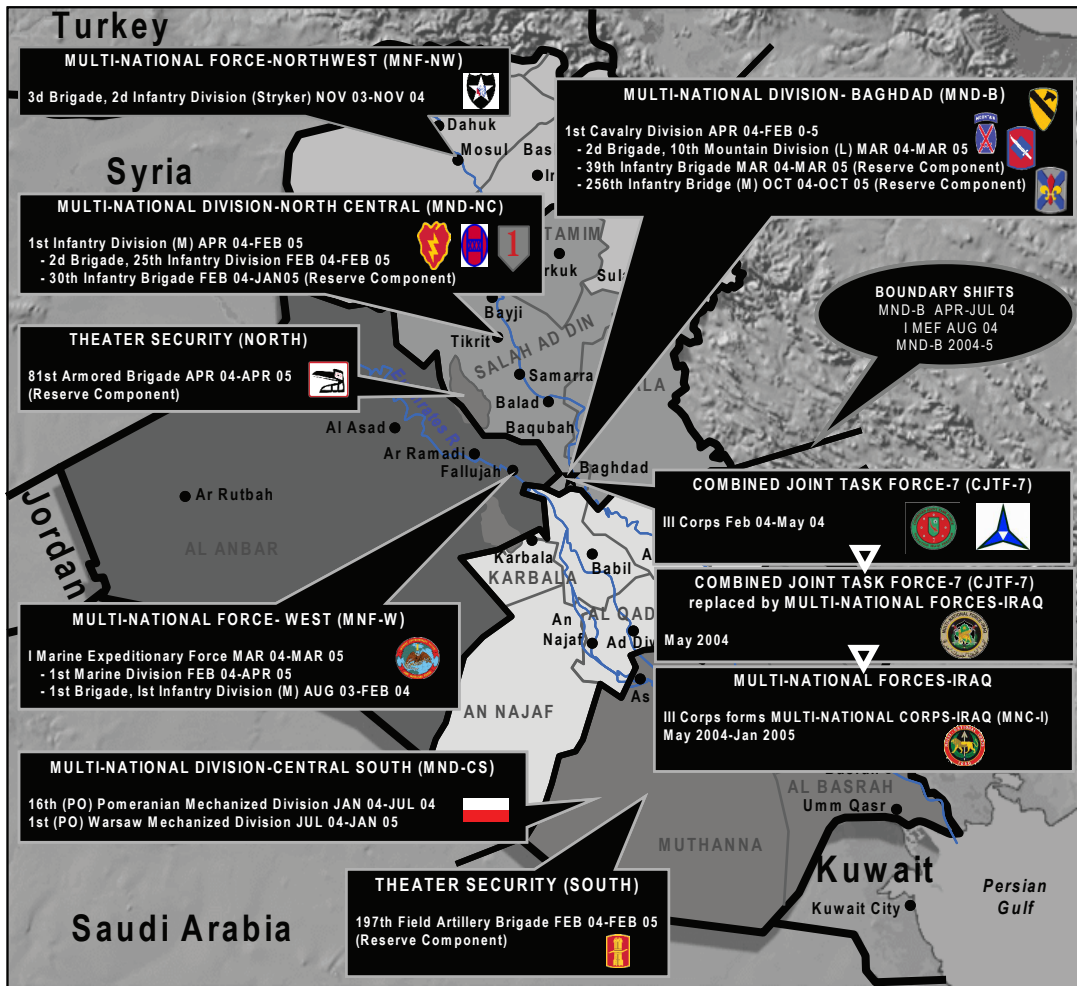 Turkey
MULTI-NATIONAL FORCE-NORTHWEST (MNF-NW)
3d Brigade, 2d Infantry Division (Stryker) NOV 03-NOV 04
MULTI-NATIONAL DIVISION- BAGHDAD (MND-B)
1st Cavalry Division APR 04-FEB 0-5
- 2d Brigade, 10th Mountain Division (L) MAR 04-MAR 05
- 39th Infantry Brigade MAR 04-MAR 05 (Reserve Component)
- 256th Infantry Bridge (M) OCT 04-OCT 05 (Reserve Component)
MOUNTAIN
Dahuk
Mosul
Syria
MULTI-NATIONAL DIVISION-NORTH CENTRAL (MND-NC)
1st Infantry Division (M) APR 04-FEB 05
- 2d Brigade, 25th Infantry Division FEB 04-FEB 05
- 30th Infantry Brigade FEB 04-JAN05 (Reserve Component)
1
TAMIM
BOUNDARY SHIFTS
MND-B APR-JUL 04
I MEF AUG 04
MND-B 2004-5
Bayji
Tikrit
SALAH AD DIN
THEATER SECURITY (NORTH)
81st Armored Brigade APR 04-APR 05
(Reserve Component)
Samarra
Balad
Baqubah
Al Asad
Ar Ramadi
Fallujah
Baghdad
Ar Rutbah
Jordan
AL ANBAR
COMBINED JOINT TASK FORCE-7 (CJTF-7)
III Corps Feb 04-May 04
Karbala
KARBALA
Babil
COMBINED JOINT TASK FORCE-7 (CJTF-7)
replaced by MULTI-NATIONAL FORCES-IRAQ
May 2004
MULTI-NATIONAL FORCE- WEST (MNF-W)
I Marine Expeditionary Force MAR 04-MAR 05
- 1st Marine Division FEB 04-APR 05
- 1st Brigade, Ist Infantry Division (M) AUG 03-FEB 04
AL QAD
An
Najaf
Ad Div
As
AN NAJAF
MULTI-NATIONAL FORCES-IRAQ
III Corps forms MULTI-NATIONAL CORPS-IRAQ (MNC-I)
May 2004-Jan 2005
MULTI-NATIONAL DIVISION-CENTRAL SOUTH (MND-CS)
16th (PO) Pomeranian Mechanized Division JAN 04-JUL 04
1st (PO) Warsaw Mechanized Division JUL 04-JAN 05
AL BASRAH
Umm Qasr
MUTHANNA
Kuwait
Kuwait City
Persian
Gulf
THEATER SECURITY (SOUTH)
197th Field Artillery Brigade FEB 04-FEB 05
(Reserve Component)
Saudi Arabia